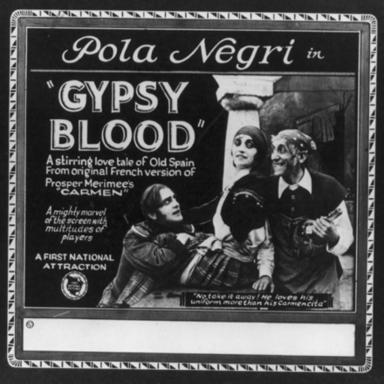 Pola Negri in
"GYPSY
BLOOD"
A stirring love tale of Old Spain
From original French version of
Prosper Merimee's
"CARMEN"
A mighty marvel
of the screen with
multitudes of
players
A FIRST NATIONAL
ATTRACTION
"No take it away! He loves his
uniform more than his Carmencita"
©